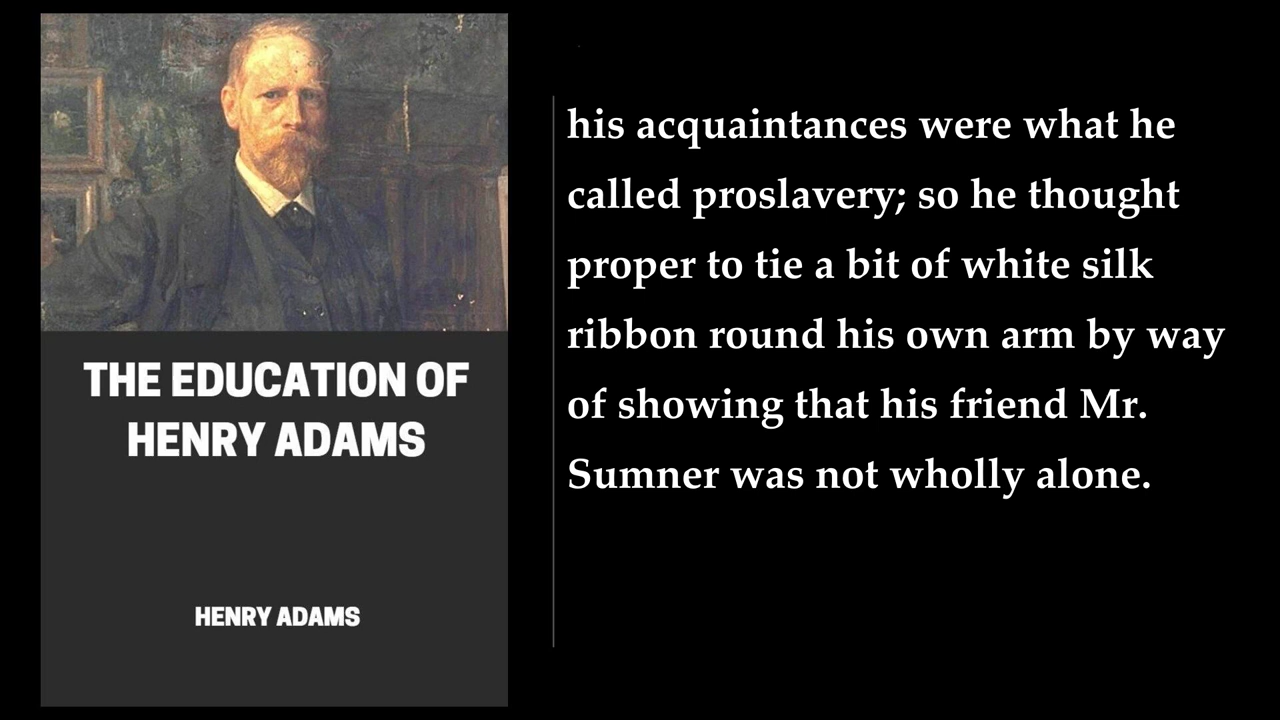 THE EDUCATION OF
HENRY ADAMS
HENRY ADAMS
his acquaintances were what he
called proslavery; so he thought
proper to tie a bit of white silk
ribbon round his own arm by way
of showing that his friend Mr.
Sumner was not wholly alone.